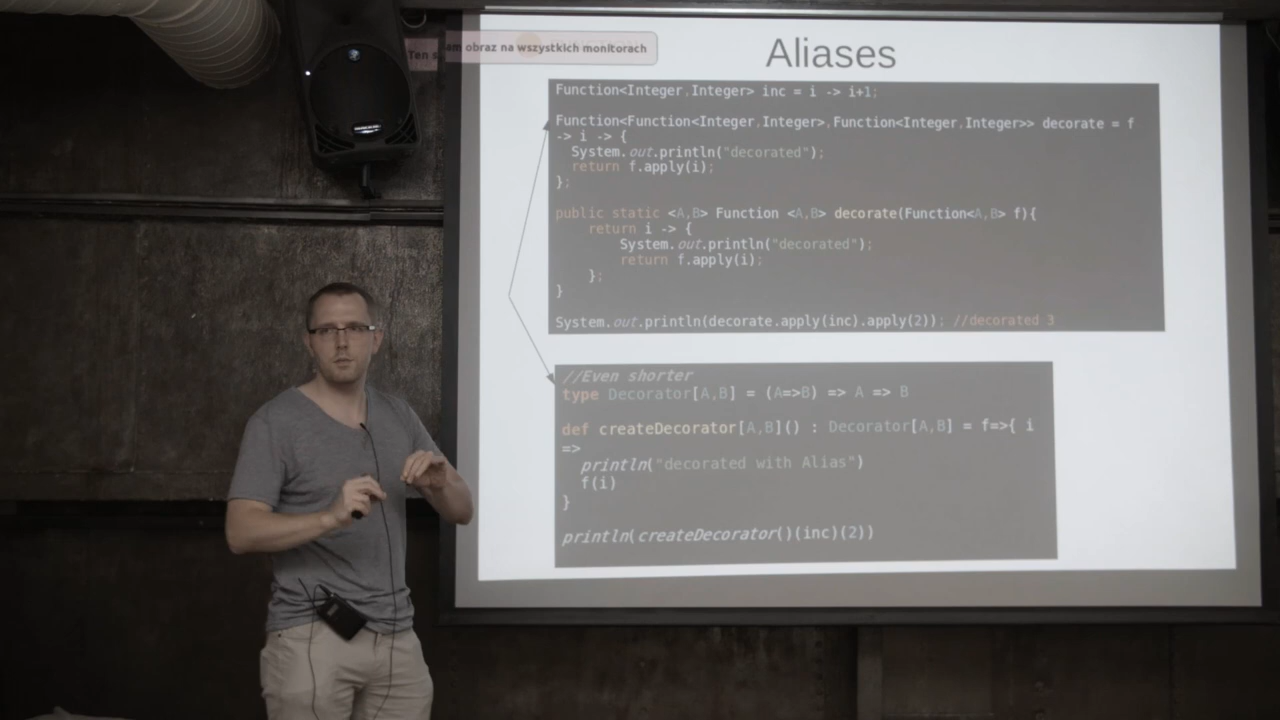 Ten s am obraz na wszystkich monitorach
Aliases
Function<Integer,Integer> inc = i -> i+1;
Function<Function<Integer,Integer>,Function<Integer,Integer>> decorate = f
-> i -> {
System.out.println("decorated");
return f.apply(i);
};
public static <A,B> Function <A,B> decorate(Function<A,B> f){
return i -> {
System.out.println("decorated");
return f.apply(i);
};
}
System.out.println(decorate.apply(inc).apply(2)); //decorated 3
//Even shorter
type Decorator[A,B] = (A=>B) => A => B
def createDecorator[A,B]() : Decorator[A,B] = f=>{ i
=>
println("decorated with Alias")
f(i)
}
println(createDecorator()(inc)(2))